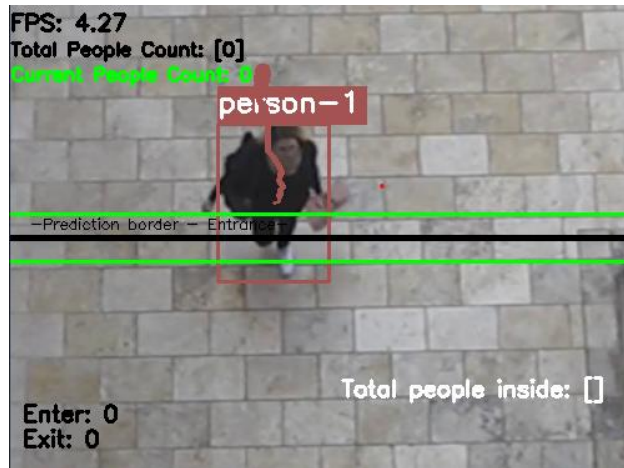 FPS: 4.27
Total People Count: [0]
Current People Count: 0
person-1
-Prediction border - Entrance-
Total people inside: []
Enter: 0
Exit: 0